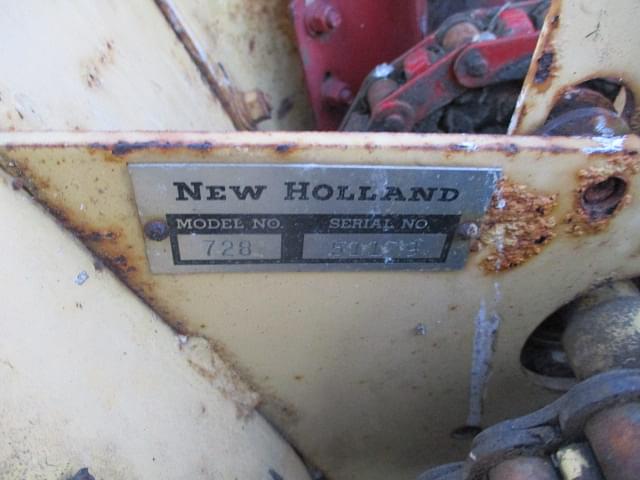 NEW HOLLAND
MODEL NO. SERIAL NO.
728